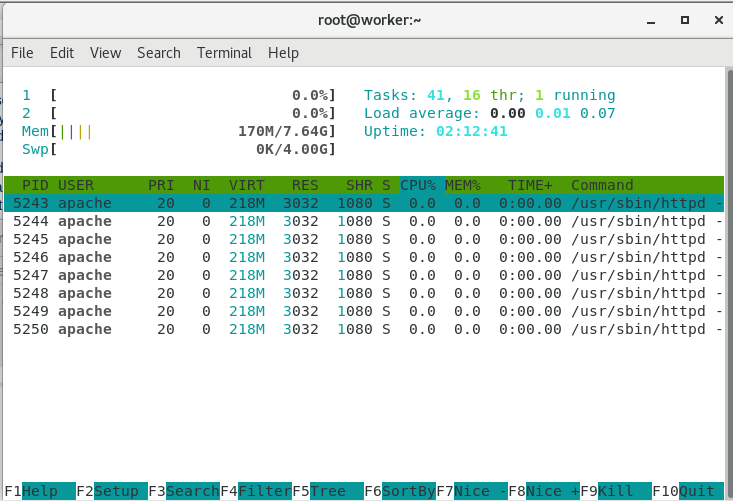 root@worker:~
File Edit View Search Terminal Help
1 [ 0.0%] Tasks: 41, 16 thr; 1 running
2 [ 0.0%] Load average: 0.00 0.01 0.07
Mem[|||| 170M/7.64G] Uptime: 02:12:41
Swp[ 0K/4.00G]
PID USER PRI NI VIRT RES SHR S CPU% MEM% TIME+ Command
5243 apache 20 0 218M 3032 1080 S 0.0 0.0 0:00.00 /usr/sbin/httpd -
5244 apache 20 0 218M 3032 1080 S 0.0 0.0 0:00.00 /usr/sbin/httpd -
5245 apache 20 0 218M 3032 1080 S 0.0 0.0 0:00.00 /usr/sbin/httpd -
5246 apache 20 0 218M 3032 1080 S 0.0 0.0 0:00.00 /usr/sbin/httpd -
5247 apache 20 0 218M 3032 1080 S 0.0 0.0 0:00.00 /usr/sbin/httpd -
5248 apache 20 0 218M 3032 1080 S 0.0 0.0 0:00.00 /usr/sbin/httpd -
5249 apache 20 0 218M 3032 1080 S 0.0 0.0 0:00.00 /usr/sbin/httpd -
5250 apache 20 0 218M 3032 1080 S 0.0 0.0 0:00.00 /usr/sbin/httpd -
F1Help F2Setup F3SearchF4FilterF5Tree F6SortByF7Nice -F8Nice +F9Kill F10Quit